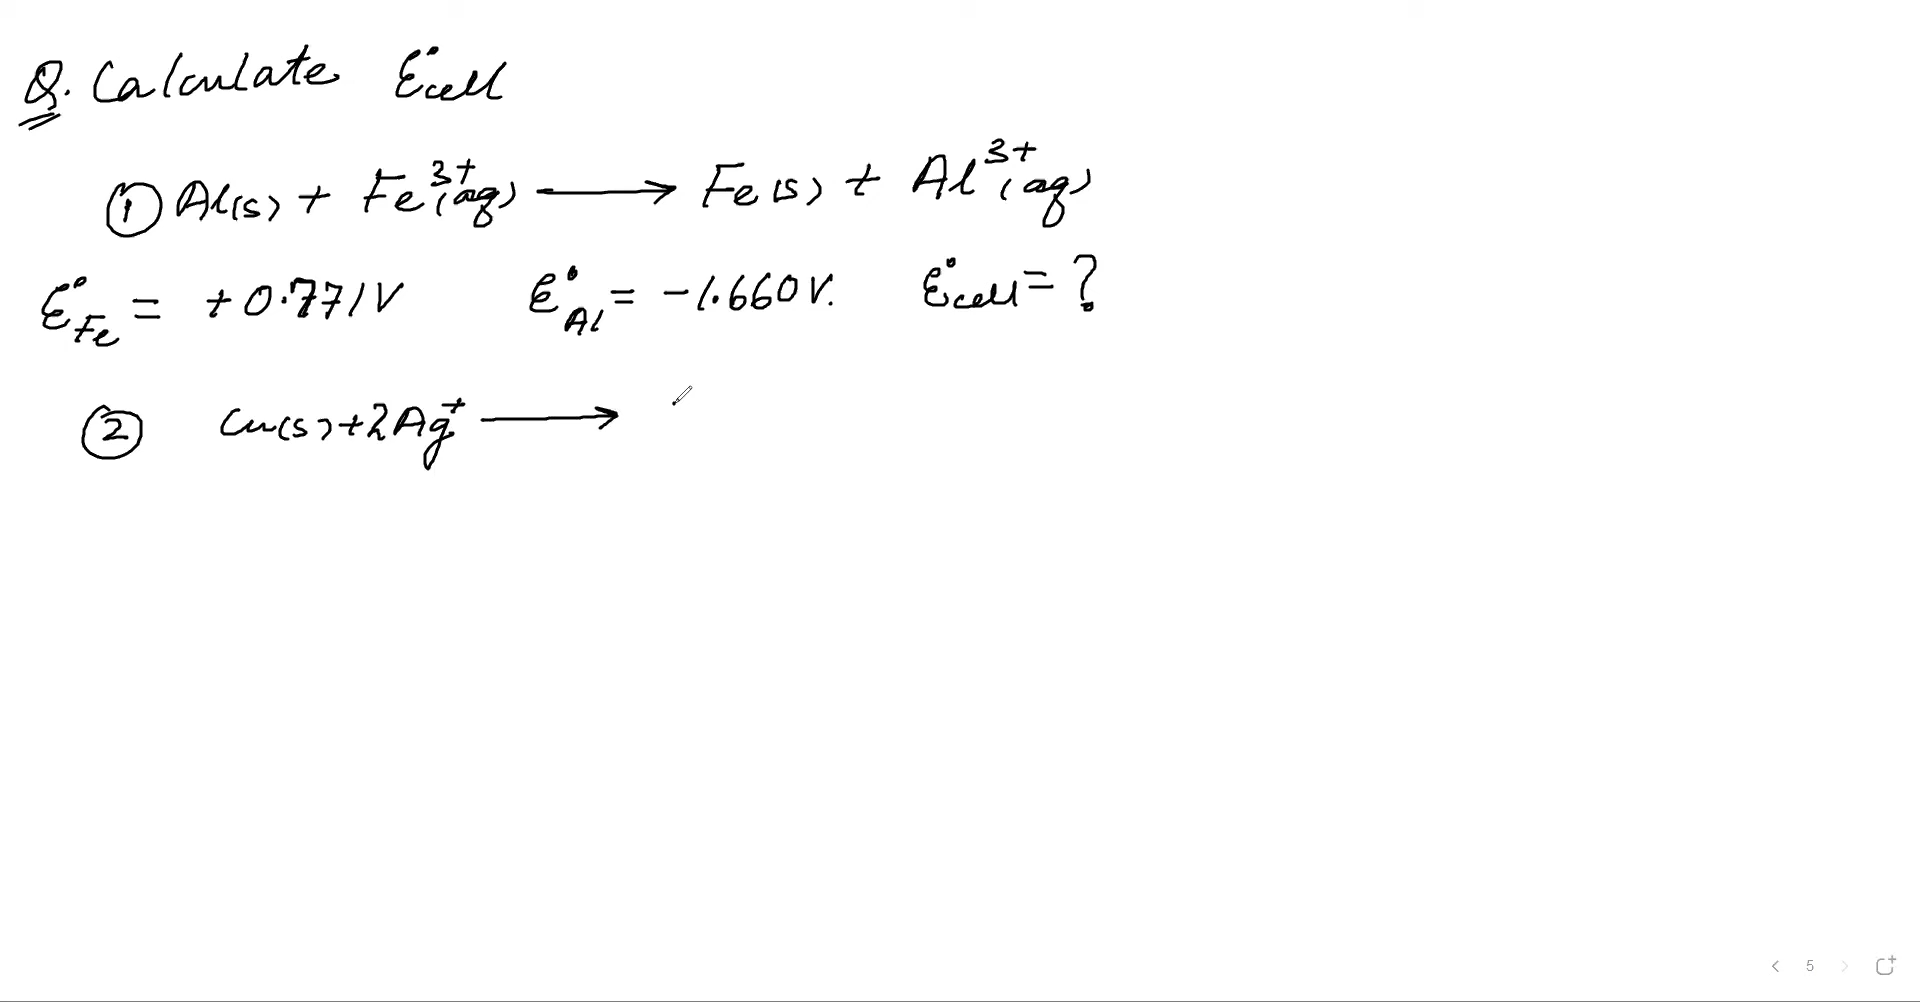 Q. Calculate E°cell
① Al(s) + Fe³⁺(aq) ⟶ Fe(s) + Al³⁺(aq)
E°Fe = +0.771V E°Al = -1.660V. E°cell = ?
② Cu(s) + 2Ag⁺ ⟶
5